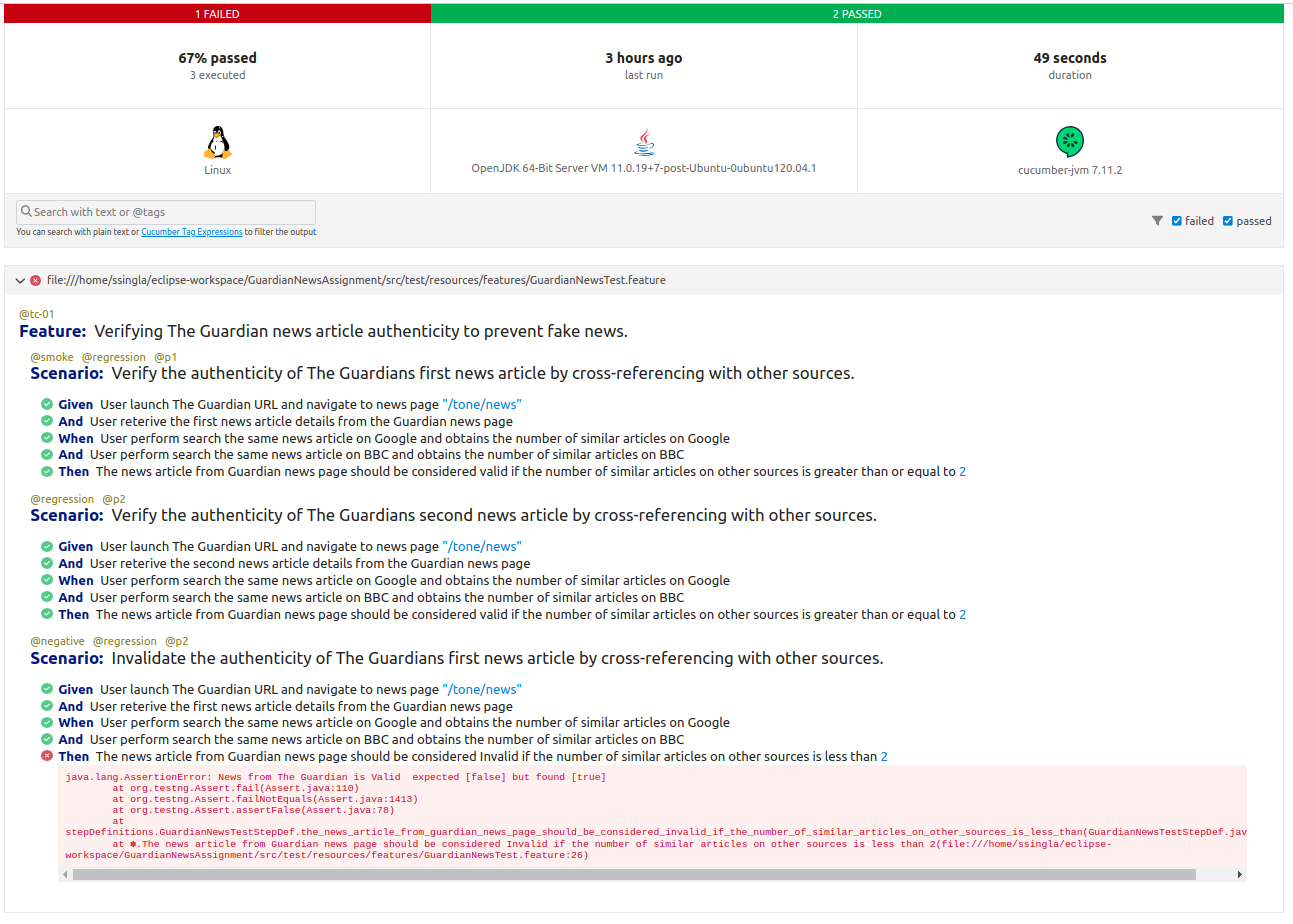 1 FAILED
2 PASSED
67% passed
3 executed
3 hours ago
last run
49 seconds
duration
Linux
OpenJDK 64-Bit Server VM 11.0.19+7-post-Ubuntu-0ubuntu120.04.1
cucumber-jvm 7.11.2
Search with text or @tags
You can search with plain text or Cucumber Tag Expressions to filter the output
failed passed
file:///home/ssingla/eclipse-workspace/GuardianNewsAssignment/src/test/resources/features/GuardianNewsTest.feature
@tc-01
Feature: Verifying The Guardian news article authenticity to prevent fake news.
@smoke @regression @p1
Scenario: Verify the authenticity of The Guardians first news article by cross-referencing with other sources.
Given User launch The Guardian URL and navigate to news page "/tone/news"
And User reterive the first news article details from the Guardian news page
When User perform search the same news article on Google and obtains the number of similar articles on Google
And User perform search the same news article on BBC and obtains the number of similar articles on BBC
Then The news article from Guardian news page should be considered valid if the number of similar articles on other sources is greater than or equal to 2
@regression @p2
Scenario: Verify the authenticity of The Guardians second news article by cross-referencing with other sources.
Given User launch The Guardian URL and navigate to news page "/tone/news"
And User reterive the second news article details from the Guardian news page
When User perform search the same news article on Google and obtains the number of similar articles on Google
And User perform search the same news article on BBC and obtains the number of similar articles on BBC
Then The news article from Guardian news page should be considered valid if the number of similar articles on other sources is greater than or equal to 2
@negative @regression @p2
Scenario: Invalidate the authenticity of The Guardians first news article by cross-referencing with other sources.
Given User launch The Guardian URL and navigate to news page "/tone/news"
And User reterive the first news article details from the Guardian news page
When User perform search the same news article on Google and obtains the number of similar articles on Google
And User perform search the same news article on BBC and obtains the number of similar articles on BBC
Then The news article from Guardian news page should be considered Invalid if the number of similar articles on other sources is less than 2
java.lang.AssertionError: News from The Guardian is Valid  expected [false] but found [true]
at org.testng.Assert.fail(Assert.java:110)
at org.testng.Assert.failNotEquals(Assert.java:1413)
at org.testng.Assert.assertFalse(Assert.java:78)
at
stepDefinitions.GuardianNewsTestStepDef.the_news_article_from_guardian_news_page_should_be_considered_invalid_if_the_number_of_similar_articles_on_other_sources_is_less_than(GuardianNewsTestStepDef.jav
at ✽.The news article from Guardian news page should be considered Invalid if the number of similar articles on other sources is less than 2(file:///home/ssingla/eclipse-
workspace/GuardianNewsAssignment/src/test/resources/features/GuardianNewsTest.feature:26)